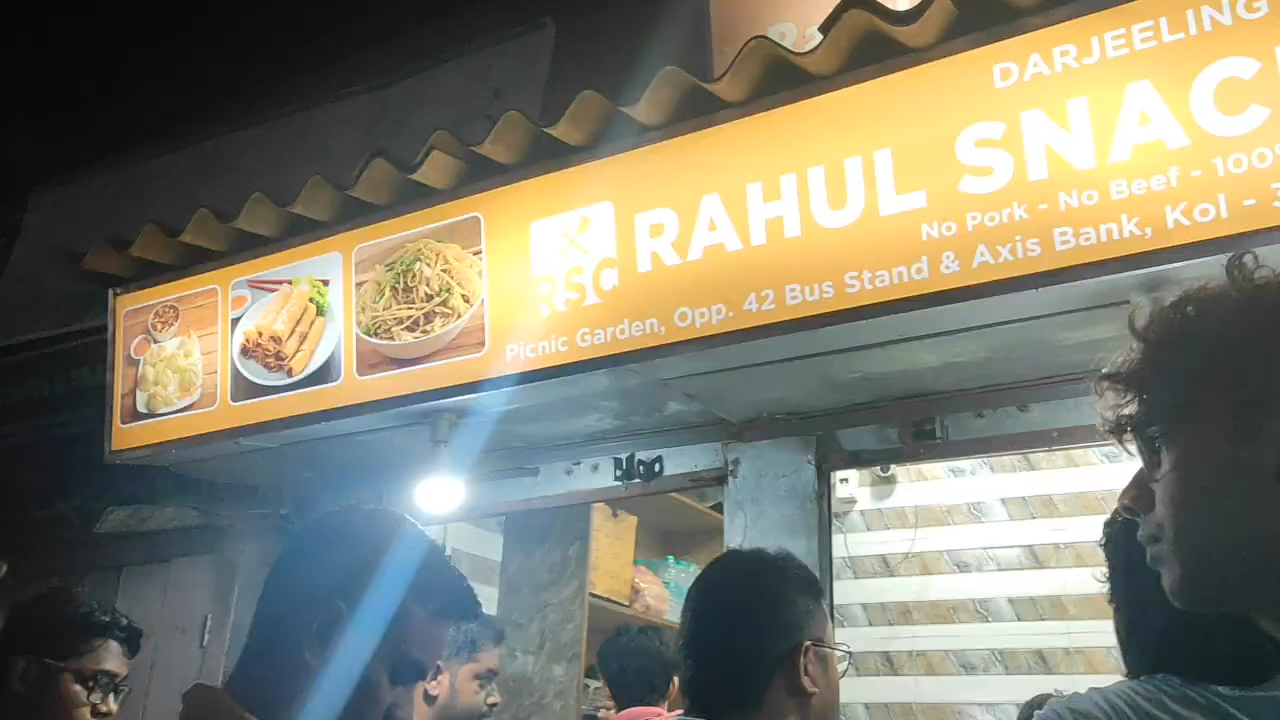 DARJEELING
RAHUL SNAC
RSC
No Pork - No Beef - 100%
Picnic Garden, Opp. 42 Bus Stand & Axis Bank, Kol - 3